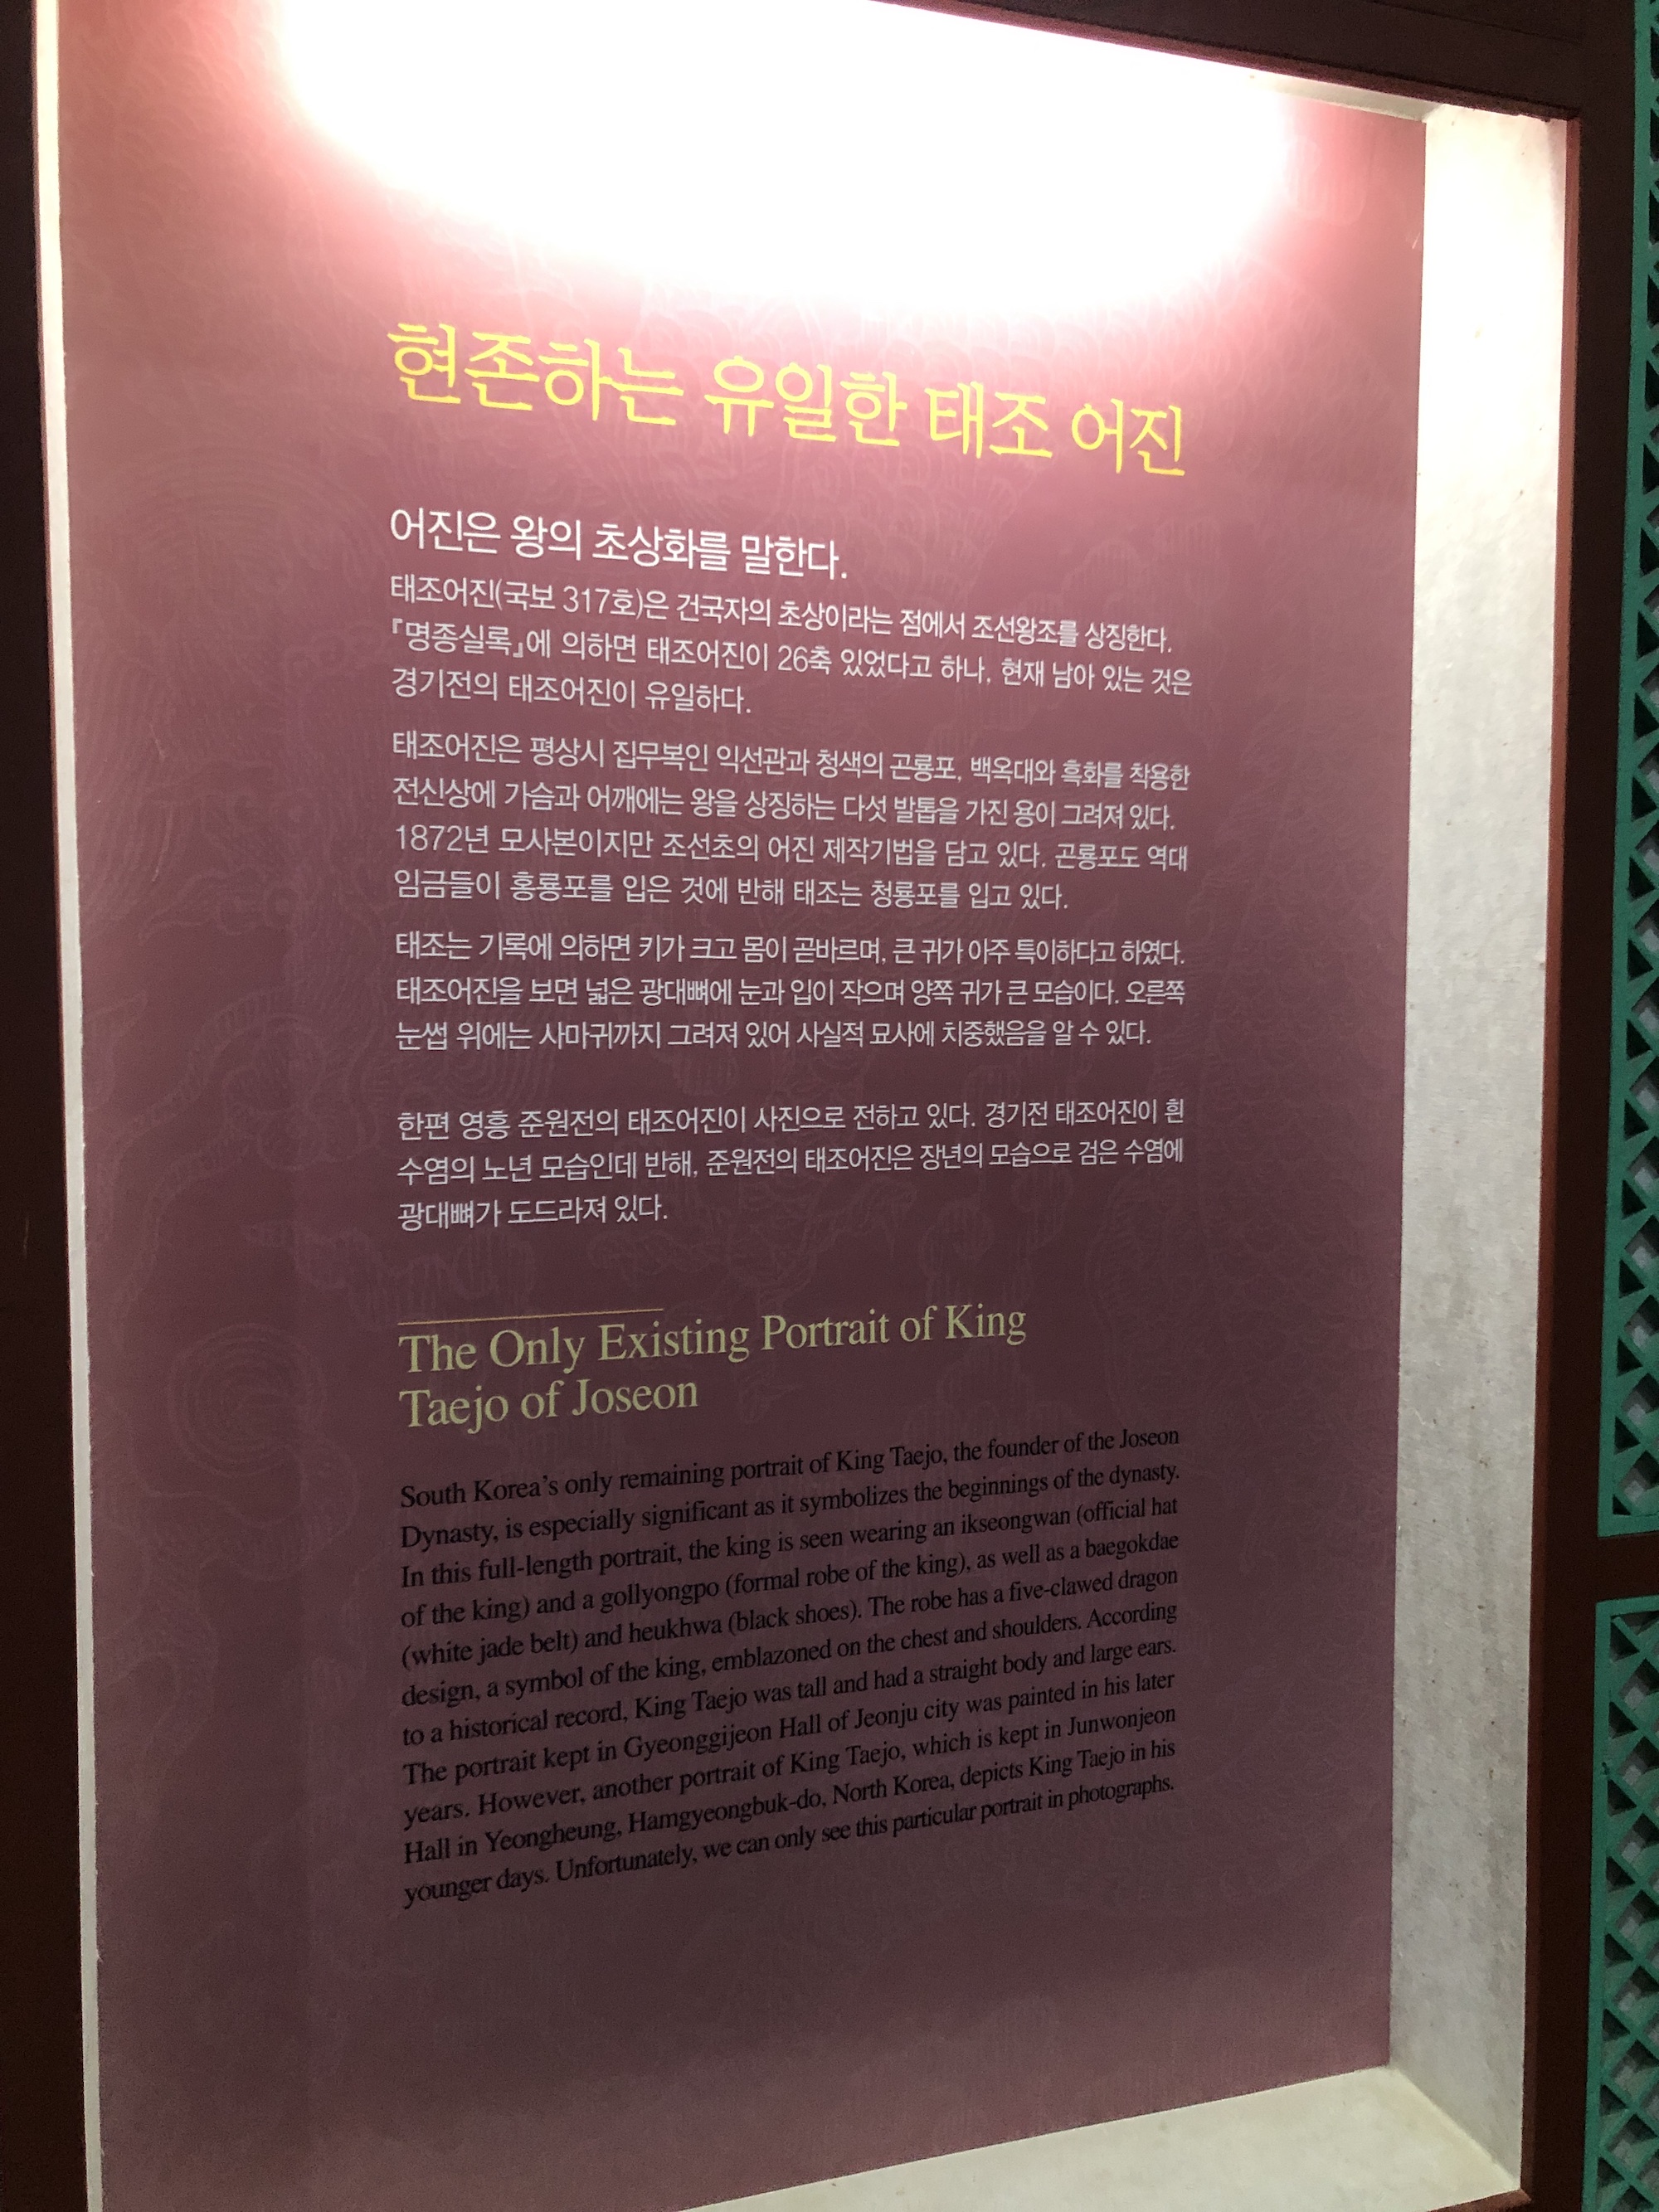 현존하는 유일한 태조 어진
어진은 왕의 초상화를 말한다.
태조어진(국보 317호)은 건국자의 초상이라는 점에서 조선왕조를 상징한다.
『명종실록』에 의하면 태조어진이 26축 있었다고 하나, 현재 남아 있는 것은
경기전의 태조어진이 유일하다.
태조어진은 평상시 집무복인 익선관과 청색의 곤룡포, 백옥대와 흑화를 착용한
전신상에 가슴과 어깨에는 왕을 상징하는 다섯 발톱을 가진 용이 그려져 있다.
1872년 모사본이지만 조선초의 어진 제작기법을 담고 있다. 곤룡포도 역대
임금들이 홍룡포를 입은 것에 반해 태조는 청룡포를 입고 있다.
태조는 기록에 의하면 키가 크고 몸이 곧바르며, 큰 귀가 아주 특이하다고 하였다.
태조어진을 보면 넓은 광대뼈에 눈과 입이 작으며 양쪽 귀가 큰 모습이다. 오른쪽
눈썹 위에는 사마귀까지 그려져 있어 사실적 묘사에 치중했음을 알 수 있다.
한편 영흥 준원전의 태조어진이 사진으로 전하고 있다. 경기전 태조어진이 흰
수염의 노년 모습인데 반해, 준원전의 태조어진은 장년의 모습으로 검은 수염에
광대뼈가 도드라져 있다.
The Only Existing Portrait of King
Taejo of Joseon
South Korea's only remaining portrait of King Taejo, the founder of the Joseon
Dynasty, is especially significant as it symbolizes the beginnings of the dynasty.
In this full-length portrait, the king is seen wearing an ikseongwan (official hat
of the king) and a gollyongpo (formal robe of the king), as well as a baegokdae
(white jade belt) and heukhwa (black shoes). The robe has a five-clawed dragon
design, a symbol of the king, emblazoned on the chest and shoulders. According
to a historical record, King Taejo was tall and had a straight body and large ears.
The portrait kept in Gyeonggijeon Hall of Jeonju city was painted in his later
years. However, another portrait of King Taejo, which is kept in Junwonjeon
Hall in Yeongheung, Hamgyeongbuk-do, North Korea, depicts King Taejo in his
younger days. Unfortunately, we can only see this particular portrait in photographs.